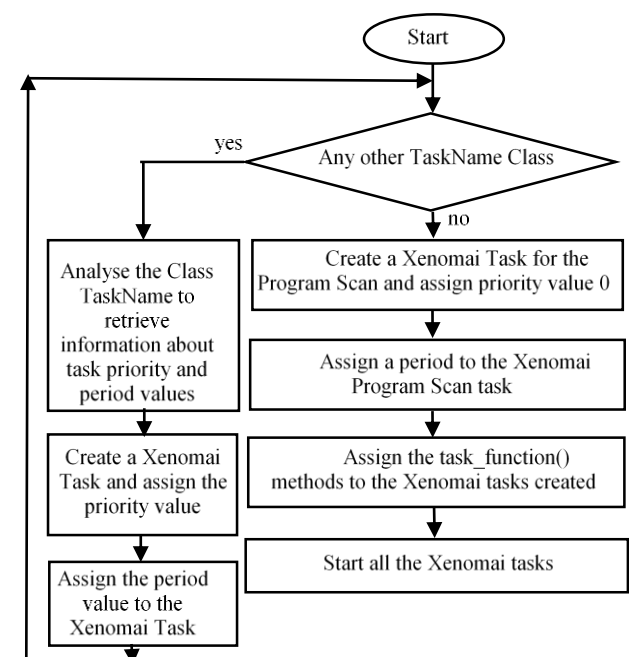 Start
Any other TaskName Class
yes
no
Analyse the Class
TaskName to
retrieve
information about
task priority and
period values
Create a Xenomai
Task and assign the
priority value
Assign the period
value to the
Xenomai Task
Create a Xenomai Task for the
Program Scan and assign priority value 0
Assign a period to the Xenomai
Program Scan task
Assign the task_function()
methods to the Xenomai tasks created
Start all the Xenomai tasks